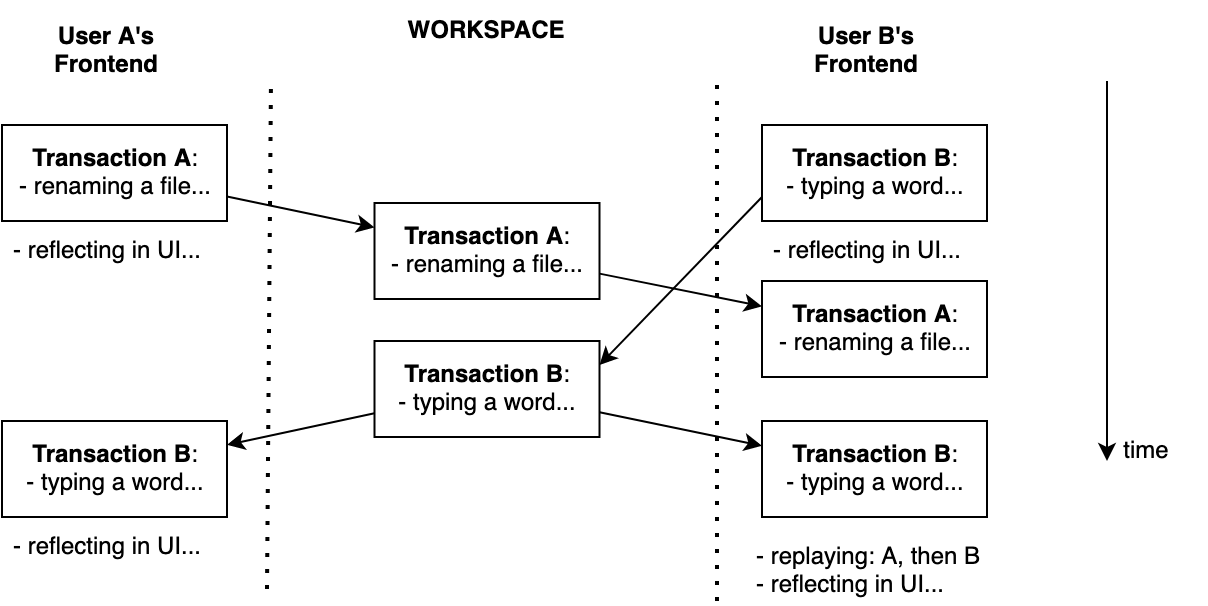 User A's
Frontend
WORKSPACE
User B's
Frontend
Transaction A:
- renaming a file...
- reflecting in UI...
Transaction A:
- renaming a file...
Transaction B:
- typing a word...
- reflecting in UI...
Transaction A:
- renaming a file...
Transaction B:
- typing a word...
Transaction B:
- typing a word...
- reflecting in UI...
Transaction B:
- typing a word...
- replaying: A, then B
- reflecting in UI...
time